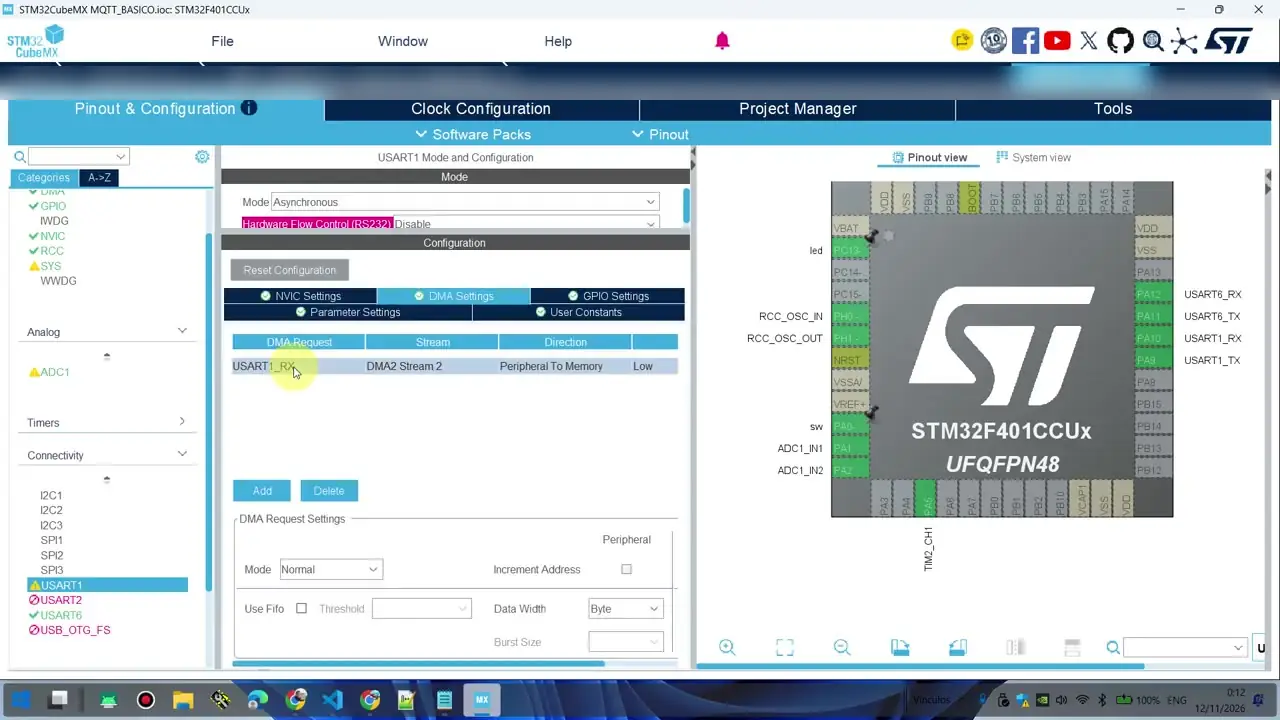 STM32CubeMX MQTT_BASICO.ioc: STM32F401CCUx
STM32
CubeMX
File
Window
Help
10
Pinout & Configuration
Clock Configuration
Project Manager
Tools
Software Packs
Pinout
Categories
A->Z
DMA
GPIO
IWDG
NVIC
RCC
SYS
WWDG
Analog
ADC1
Timers
Connectivity
I2C1
I2C2
I2C3
SPI1
SPI2
SPI3
USART1
USART2
USART6
USB_OTG_FS
USART1 Mode and Configuration
Mode
Mode Asynchronous
Hardware Flow Control (RS232) Disable
Configuration
Reset Configuration
NVIC Settings
DMA Settings
GPIO Settings
Parameter Settings
User Constants
DMA Request Stream Direction
USART1_RX DMA2 Stream 2 Peripheral To Memory Low
Add
Delete
DMA Request Settings
Peripheral
Mode Normal
Increment Address
Use Fifo
Threshold
Data Width Byte
Burst Size
Pinout view
System view
VDD
VSS
PB9
PB8
BOOT
PB7
PB6
PB5
PB4
PB3
PA15
PA14
VBAT
led PC13-
PC14-
PC15-
RCC_OSC_IN PH0 -
RCC_OSC_OUT PH1 -
NRST
VSSA/
VREF+
sw PA0-
ADC1_IN1 PA1
ADC1_IN2 PA2
VDD
VSS
PA13
PA12 USART6_RX
PA11 USART6_TX
PA10 USART1_RX
PA9 USART1_TX
PA8
PB15
PB14
PB13
PB12
STM32F401CCUx
UFQFPN48
PA3
PA4
PA5
PA6
PA7
PB0
PB1
PB2
PB10
VCAP1
VSS
VDD
TIM2_CH1
MX
Vínculos
100%
ENG
0:12
12/11/2026